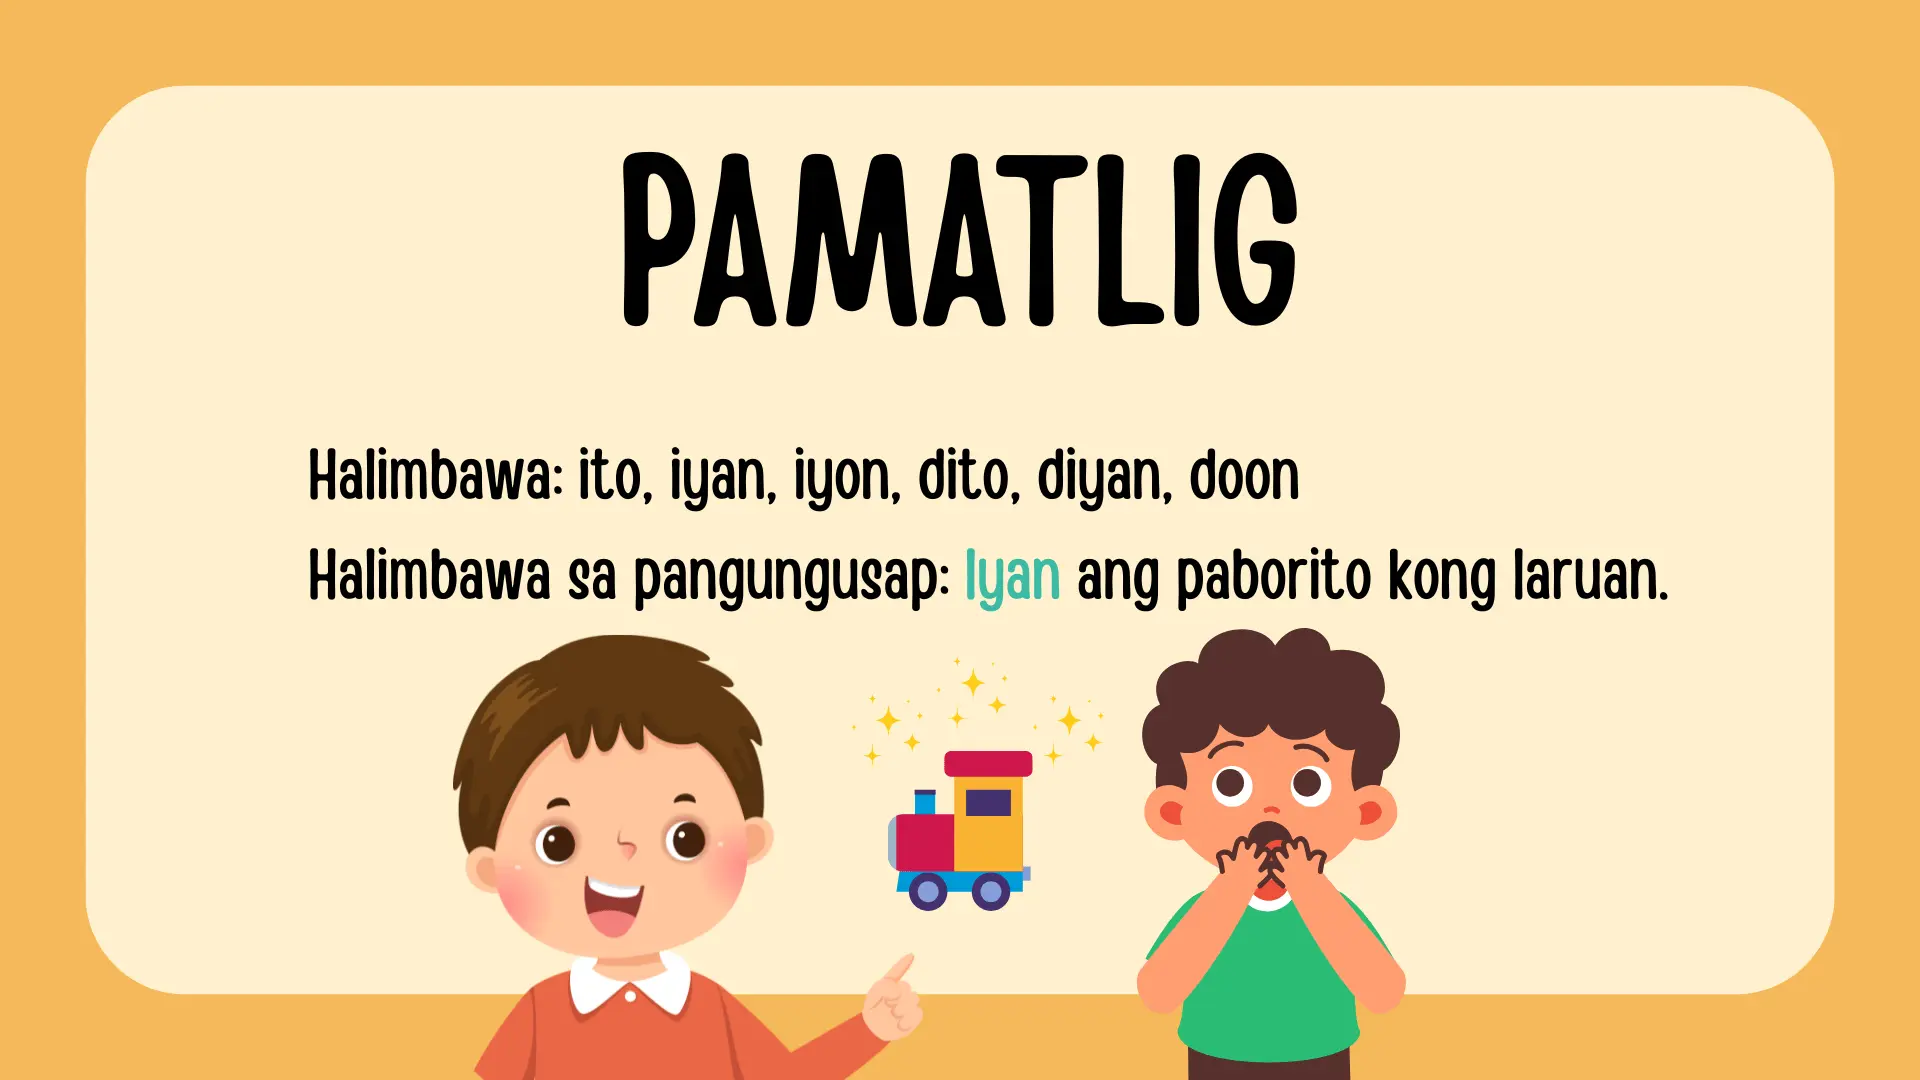 PAMATLIG
Halimbawa: ito, iyan, iyon, dito, diyan, doon
Halimbawa sa pangungusap: Iyan ang paborito kong laruan.